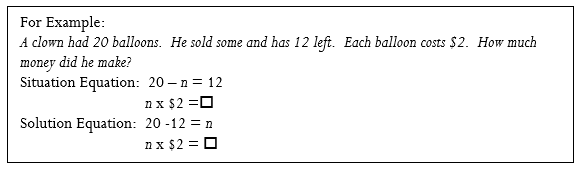 For Example:
A clown had 20 balloons. He sold some and has 12 left. Each balloon costs $2. How much
money did he make?
Situation Equation: 20 – n = 12
n x $2 =□
Solution Equation: 20 -12 = n
n x $2 = □